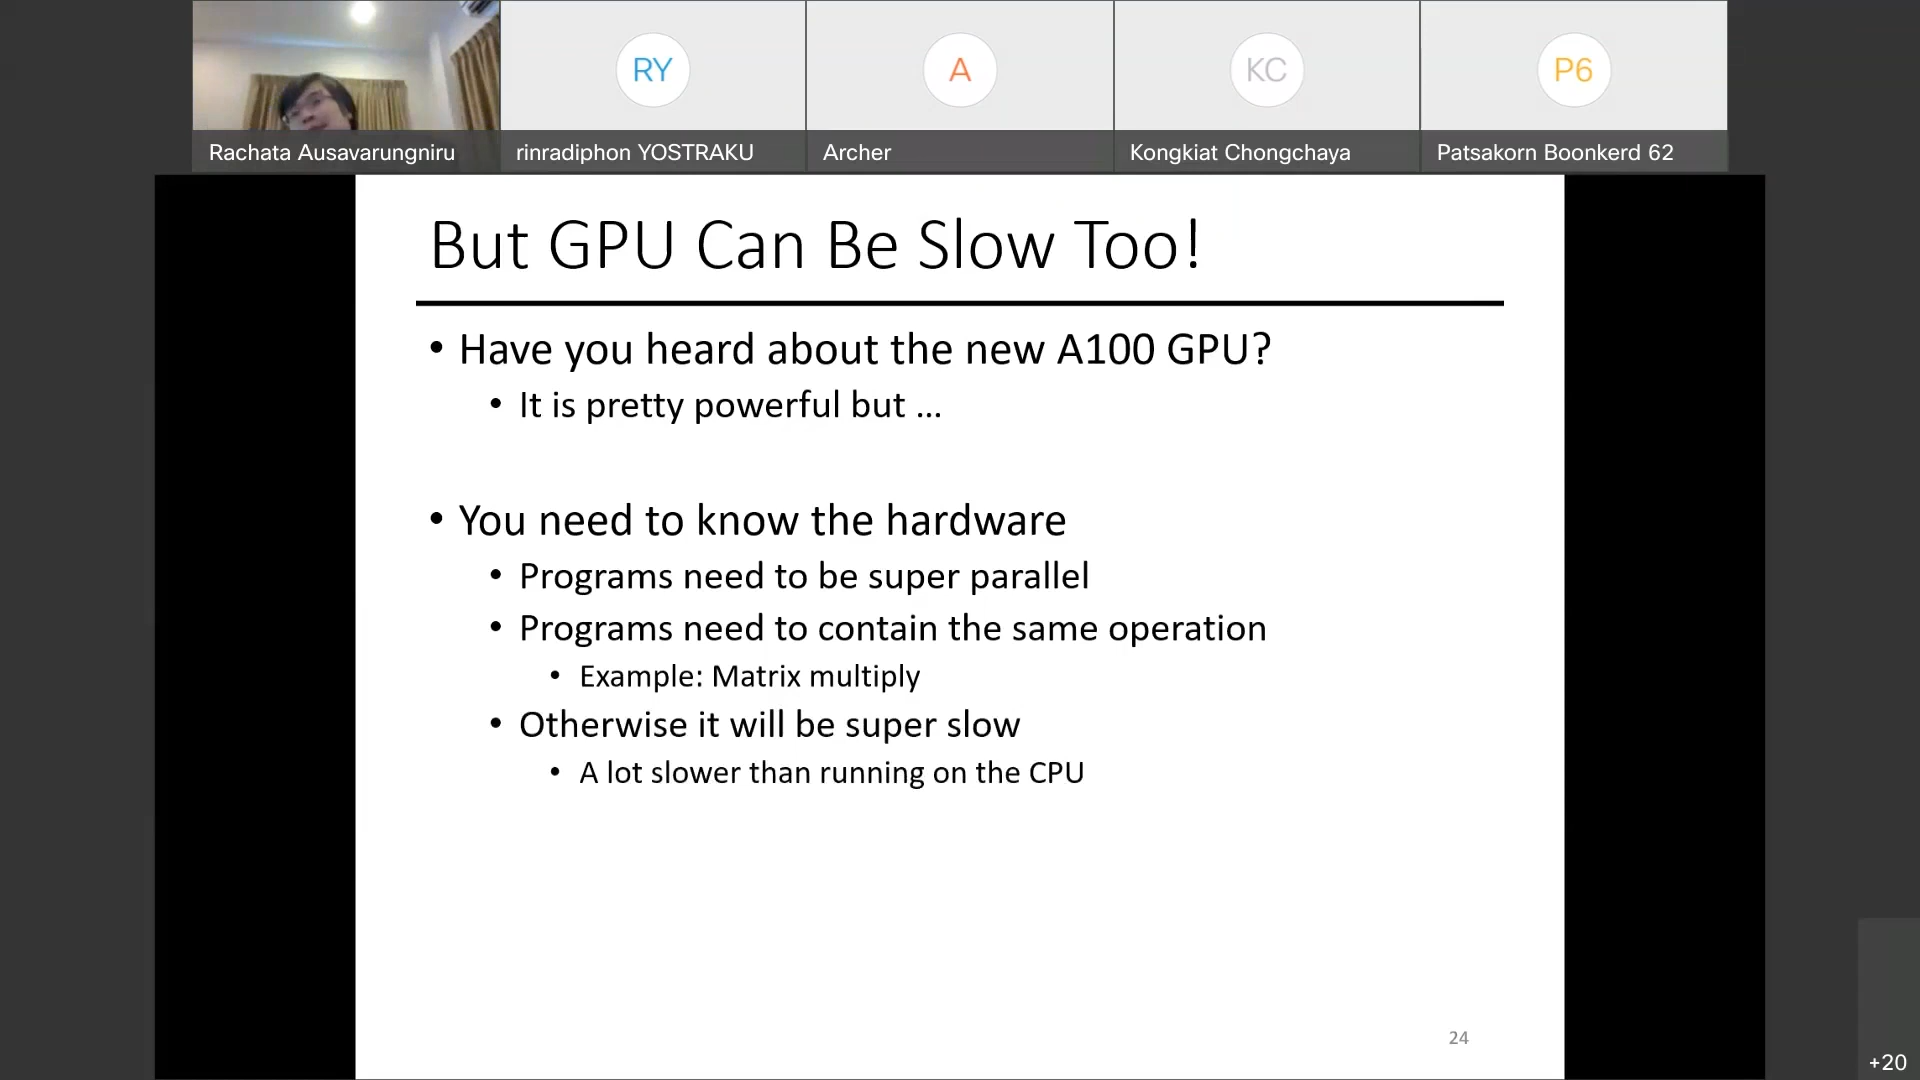 RY
A
KC
P6
Rachata Ausavarungniru
rinradiphon YOSTRAKU
Archer
Kongkiat Chongchaya
Patsakorn Boonkerd 62
But GPU Can Be Slow Too!
• Have you heard about the new A100 GPU?
• It is pretty powerful but ...
• You need to know the hardware
• Programs need to be super parallel
• Programs need to contain the same operation
• Example: Matrix multiply
• Otherwise it will be super slow
• A lot slower than running on the CPU
24
+20